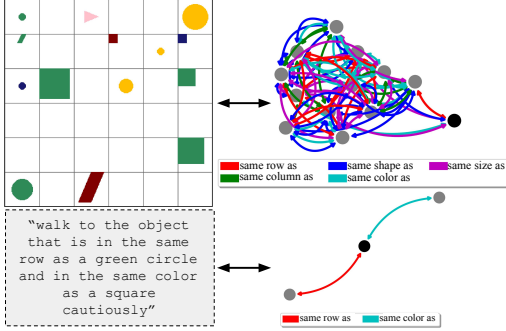 same row as same shape as same size as
same column as same color as
“walk to the object
that is in the same
row as a green circle
and in the same color
as a square
cautiously”
same row as same color as